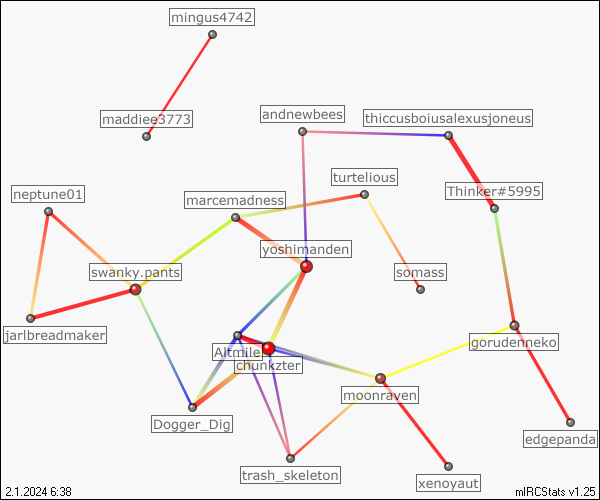 mingus4742
maddiee3773
andnewbees
thiccusboiusalexusjoneus
turtelious
Thinker#5995
neptune01
marcemadness
yoshimanden
swanky.pants
somass
jarlbreadmaker
gorudenneko
Altmile
chunkzter
moonraven
Dogger_Dig
edgepanda
trash_skeleton
xenoyaut
2.1.2024 6:38
mIRCStats v1.25